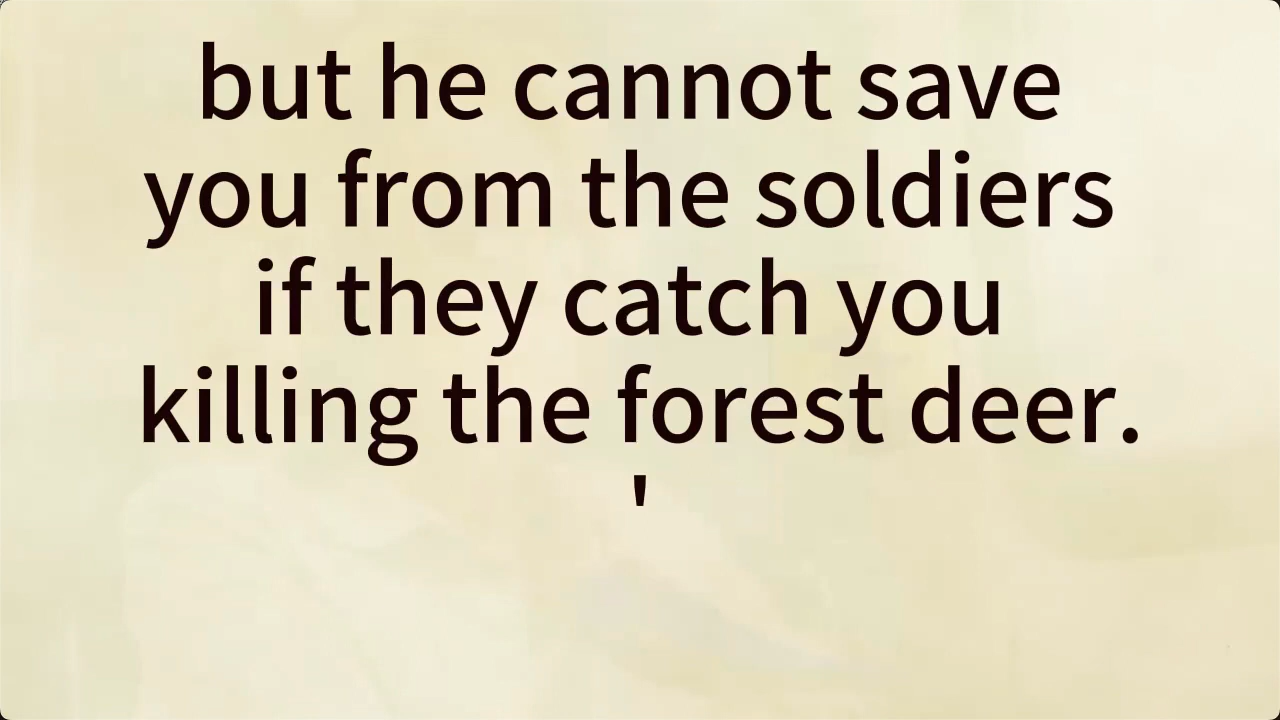 but he cannot save
you from the soldiers
if they catch you
killing the forest deer.
'